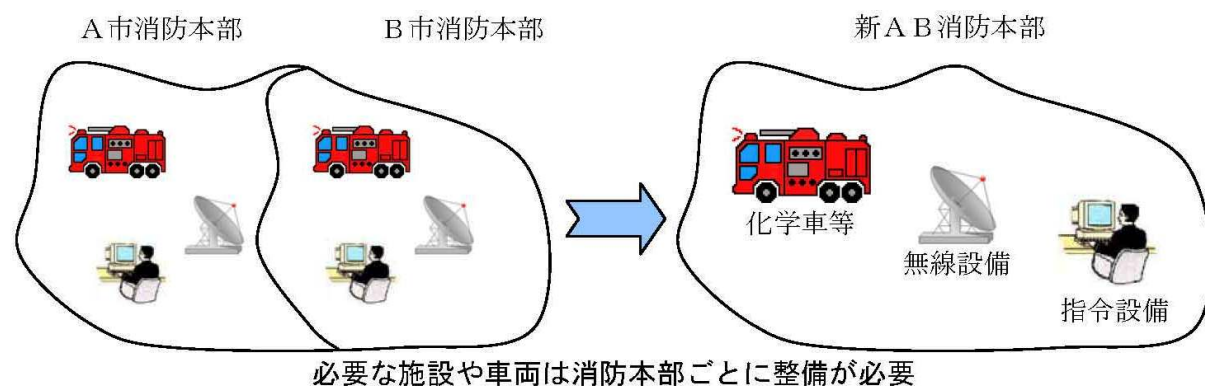 A市消防本部
B市消防本部
新AB消防本部
化学車等
無線設備
指令設備
必要な施設や車両は消防本部ごとに整備が必要